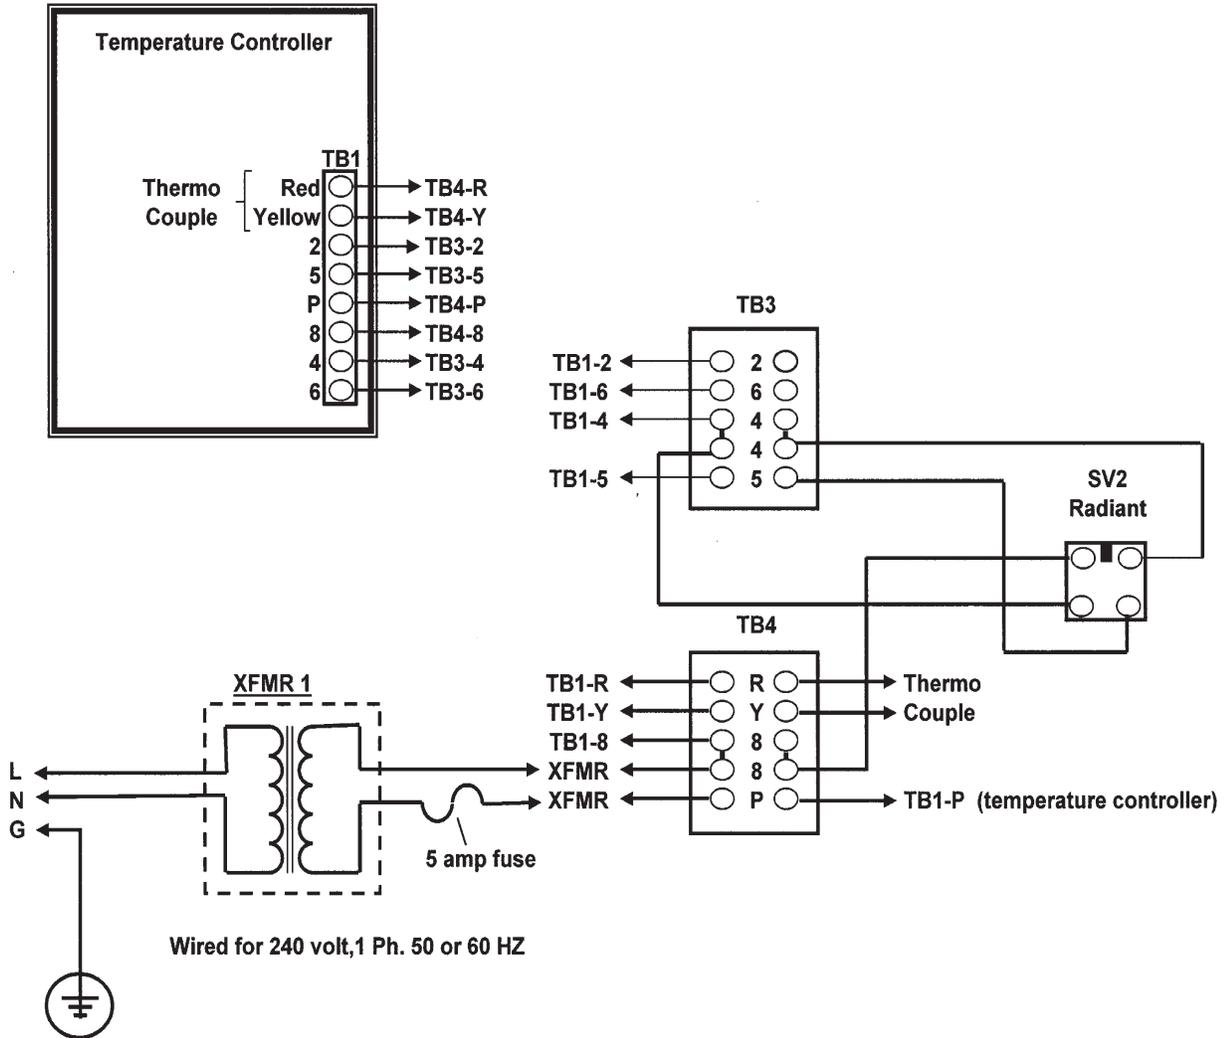 Temperature Controller
TB1
Thermo Red TB4-R
Couple Yellow TB4-Y
2 TB3-2
5 TB3-5
P TB4-P
8 TB4-8
4 TB3-4
6 TB3-6
TB3
TB1-2 2
TB1-6 6
TB1-4 4
4
TB1-5 5
SV2
Radiant
TB4
XFMR 1
TB1-R R Thermo
TB1-Y Y Couple
TB1-8 8
L XFMR 8
N XFMR P TB1-P (temperature controller)
G
5 amp fuse
Wired for 240 volt,1 Ph. 50 or 60 HZ